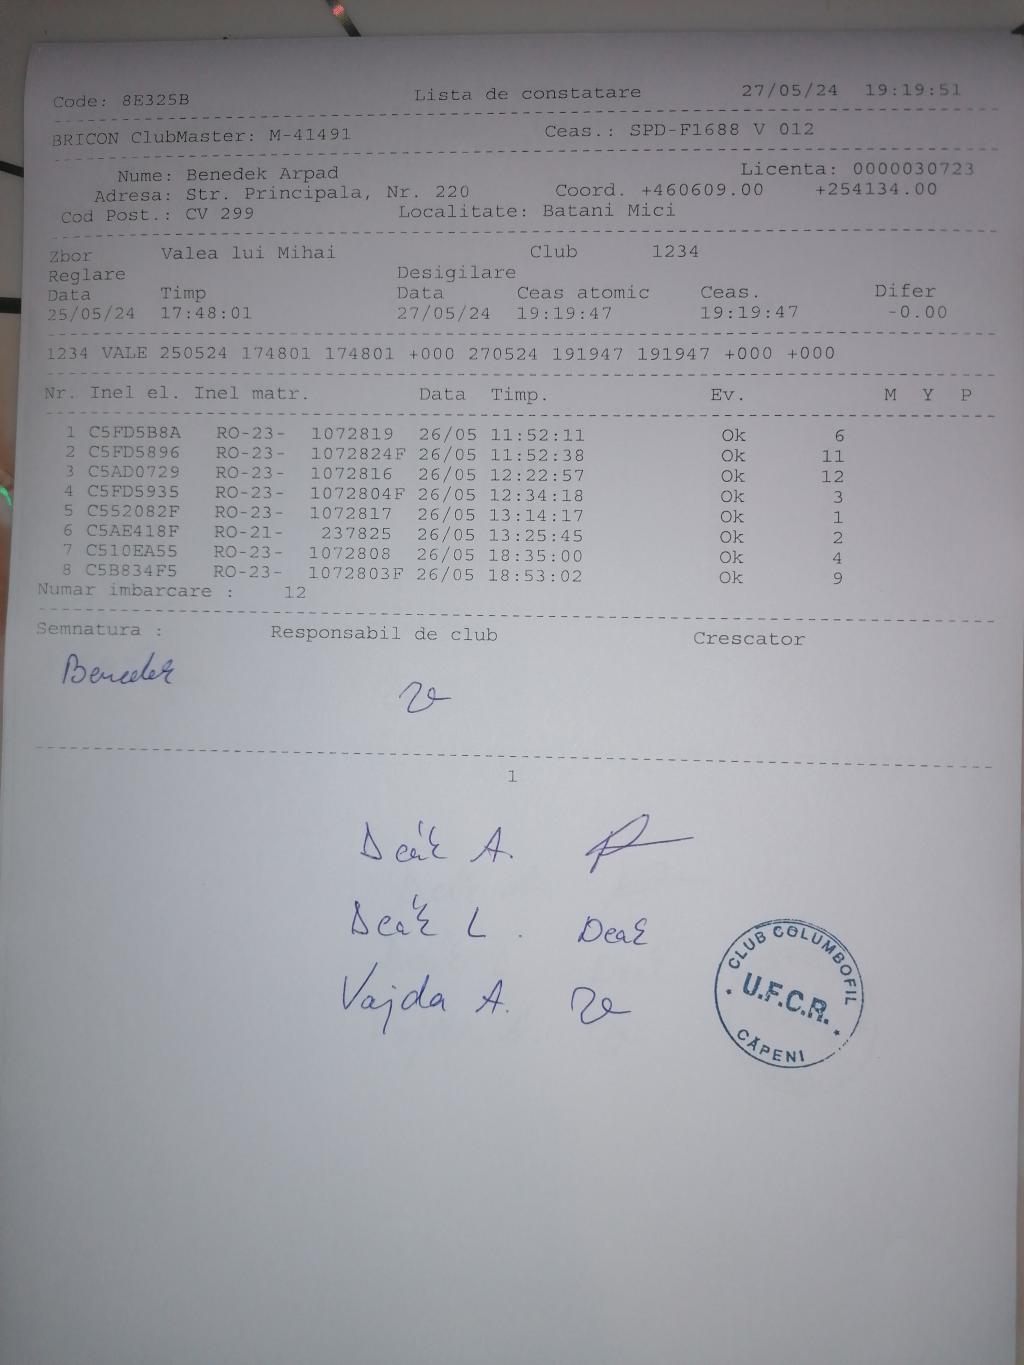 Code: 8E325B Lista de constatare 27/05/24 19:19:51
BRICON ClubMaster: M-41491 Ceas.: SPD-F1688 V 012
Nume: Benedek Arpad Licenta: 0000030723
Adresa: Str. Principala, Nr. 220 Coord. +460609.00 +254134.00
Cod Post.: CV 299 Localitate: Batani Mici
Zbor Valea lui Mihai Club 1234
Reglare Desigilare
Data Timp Data Ceas atomic Ceas. Difer
25/05/24 17:48:01 27/05/24 19:19:47 19:19:47 -0.00
1234 VALE 250524 174801 174801 +000 270524 191947 191947 +000 +000
Nr. Inel el. Inel matr. Data Timp. Ev. M Y P
1 C5FD5B8A RO-23- 1072819 26/05 11:52:11 Ok 6
2 C5FD5896 RO-23- 1072824F 26/05 11:52:38 Ok 11
3 C5AD0729 RO-23- 1072816 26/05 12:22:57 Ok 12
4 C5FD5935 RO-23- 1072804F 26/05 12:34:18 Ok 3
5 C552082F RO-23- 1072817 26/05 13:14:17 Ok 1
6 C5AE418F RO-21- 237825 26/05 13:25:45 Ok 2
7 C510EA55 RO-23- 1072808 26/05 18:35:00 Ok 4
8 C5B834F5 RO-23- 1072803F 26/05 18:53:02 Ok 9
Numar imbarcare : 12
Semnatura : Responsabil de club Crescator
Benedek
1
Deák A.
Deák L. Deak
Vajda A.
CLUB COLUMBOFIL
U.F.C.R.
CĂPENI